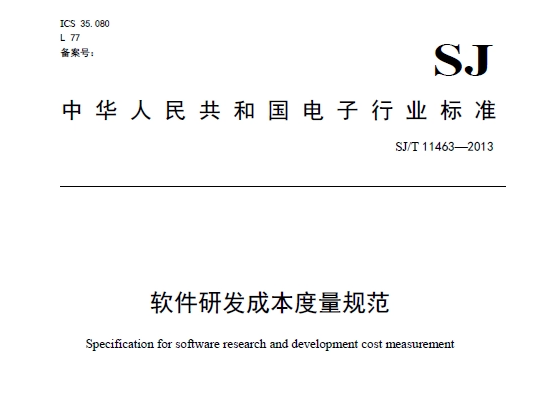 ICS 35.080
L 77
备案号：
SJ
中华人民共和国电子行业标准
SJ/T 11463—2013
软件研发成本度量规范
Specification for software research and development cost measurement